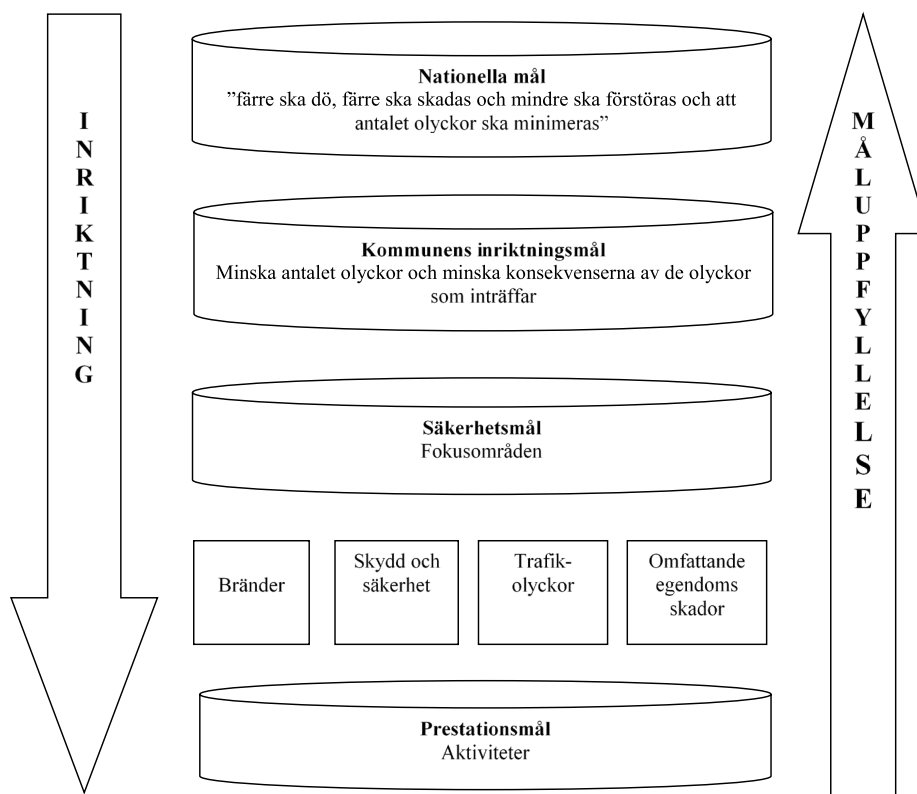 INRIKTNING
Nationella mål
”färre ska dö, färre ska skadas och mindre ska förstöras och att
antalet olyckor ska minimeras”
Kommunens inriktningsmål
Minska antalet olyckor och minska konsekvenserna av de olyckor
som inträffar
Säkerhetsmål
Fokusområden
Bränder
Skydd och
säkerhet
Trafik-
olyckor
Omfattande
egendoms
skador
Prestationsmål
Aktiviteter
MÅLUPPFYLLELSE